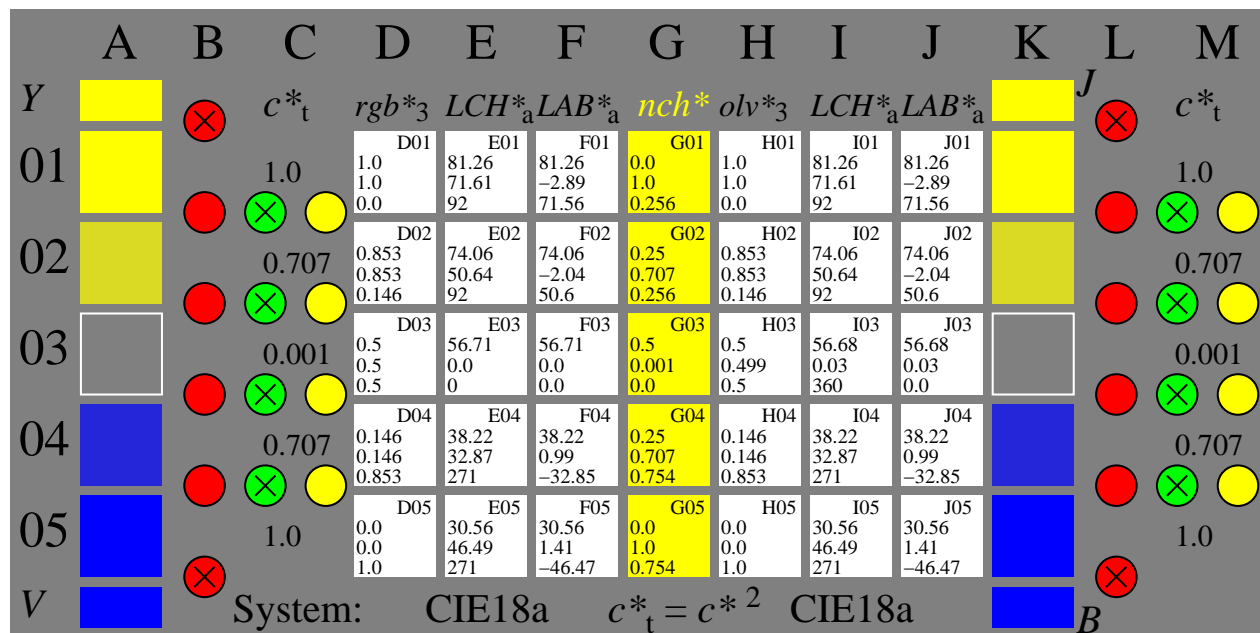 A B C D E F G H I J K L M
Y c*t rgb*3 LCH*a LAB*a nch* olv*3 LCH*a LAB*a J c*t
01 1.0 D01 E01 F01 G01 H01 I01 J01 1.0
1.0 81.26 81.26 0.0 1.0 81.26 81.26
1.0 71.61 −2.89 1.0 1.0 71.61 −2.89
0.0 92 71.56 0.256 0.0 92 71.56
02 0.707 D02 E02 F02 G02 H02 I02 J02 0.707
0.853 74.06 74.06 0.25 0.853 74.06 74.06
0.853 50.64 −2.04 0.707 0.853 50.64 −2.04
0.146 92 50.6 0.256 0.146 92 50.6
03 0.001 D03 E03 F03 G03 H03 I03 J03 0.001
0.5 56.71 56.71 0.5 0.5 56.68 56.68
0.5 0.0 0.0 0.001 0.499 0.03 0.03
0.5 0 0.0 0.0 0.5 360 0.0
04 0.707 D04 E04 F04 G04 H04 I04 J04 0.707
0.146 38.22 38.22 0.25 0.146 38.22 38.22
0.146 32.87 0.99 0.707 0.146 32.87 0.99
0.853 271 −32.85 0.754 0.853 271 −32.85
05 1.0 D05 E05 F05 G05 H05 I05 J05 1.0
0.0 30.56 30.56 0.0 0.0 30.56 30.56
0.0 46.49 1.41 1.0 0.0 46.49 1.41
1.0 271 −46.47 0.754 1.0 271 −46.47
V System: CIE18a c*t = c* 2 CIE18a B